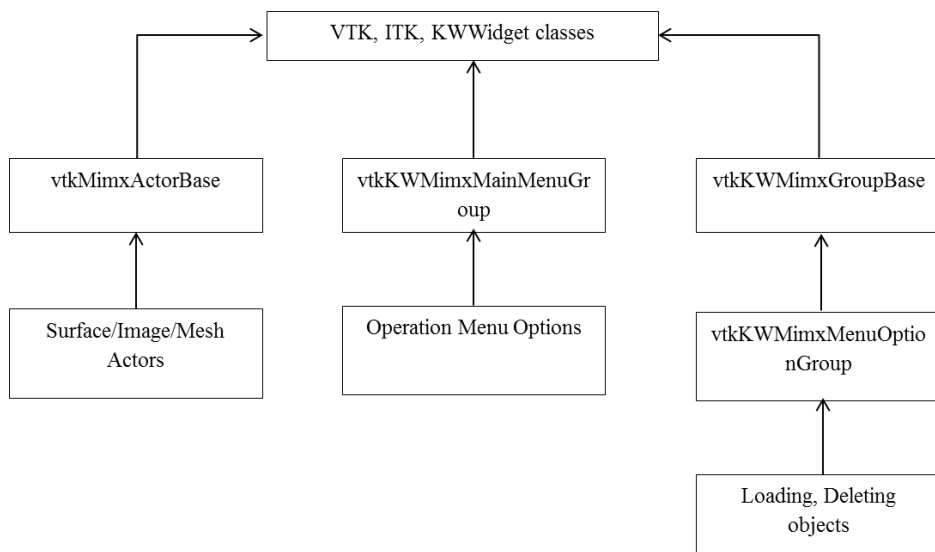 VTK, ITK, KWWidget classes
vtkMimxActorBase
vtkKWMimxMainMenuGr
oup
vtkKWMimxGroupBase
Surface/Image/Mesh
Actors
Operation Menu Options
vtkKWMimxMenuOptio
nGroup
Loading, Deleting
objects